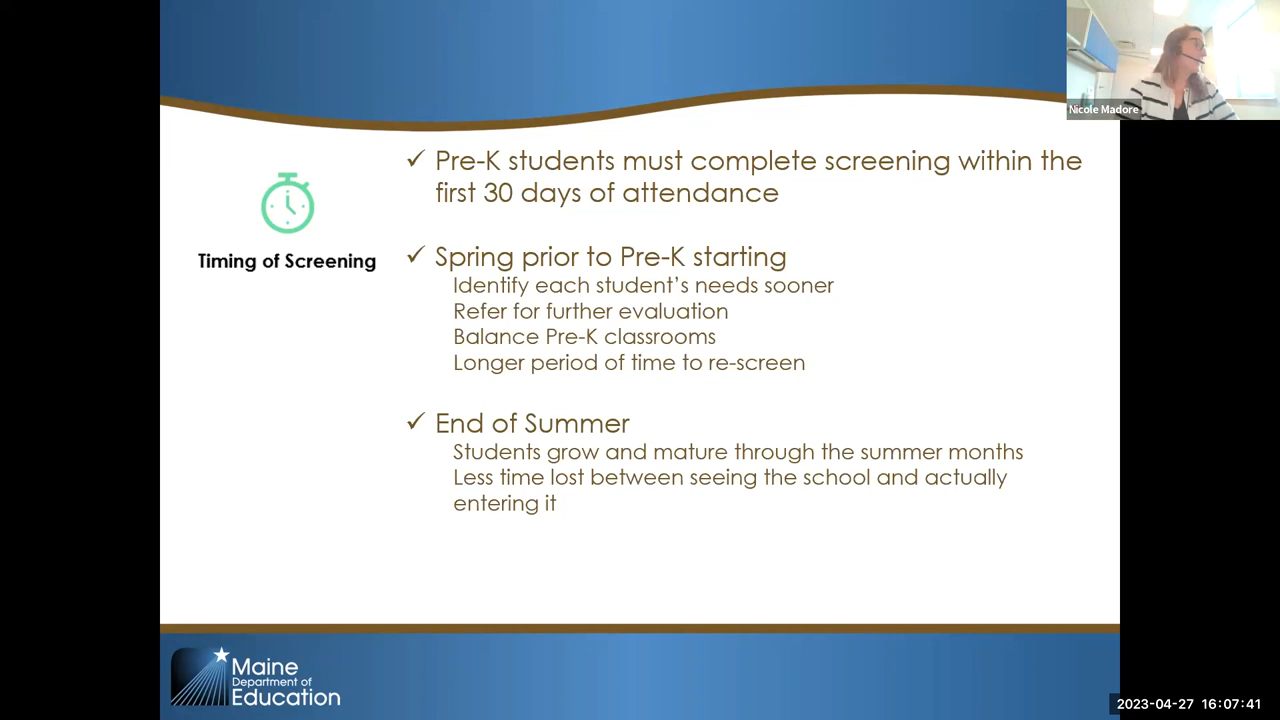 Nicole Madore
Pre-K students must complete screening within the
first 30 days of attendance
Timing of Screening
Spring prior to Pre-K starting
Identify each student's needs sooner
Refer for further evaluation
Balance Pre-K classrooms
Longer period of time to re-screen
End of Summer
Students grow and mature through the summer months
Less time lost between seeing the school and actually
entering it
Maine
Department of
Education
2023-04-27 16:07:41